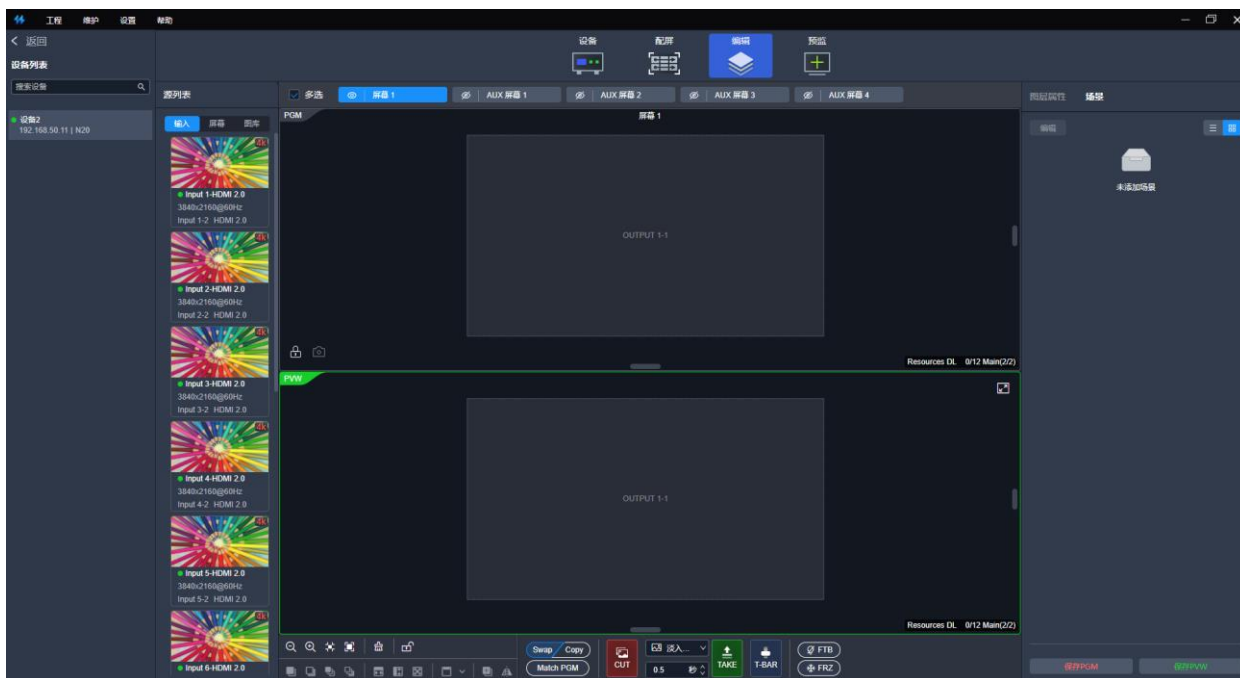 工程 维护 设置 帮助
返回
设备 配屏 编辑 预监
设备列表
搜索设备
设备2
192.168.50.11 | N20
源列表
输入 屏幕 图库
4K
Input 1-HDMI 2.0
3840x2160@60Hz
Input 1-2 HDMI 2.0
4K
Input 2-HDMI 2.0
3840x2160@60Hz
Input 2-2 HDMI 2.0
4K
Input 3-HDMI 2.0
3840x2160@60Hz
Input 3-2 HDMI 2.0
4K
Input 4-HDMI 2.0
3840x2160@60Hz
Input 4-2 HDMI 2.0
4K
Input 5-HDMI 2.0
3840x2160@60Hz
Input 5-2 HDMI 2.0
4K
Input 6-HDMI 2.0
多选 屏幕 1 AUX 屏幕 1 AUX 屏幕 2 AUX 屏幕 3 AUX 屏幕 4
PGM
屏幕 1
OUTPUT 1-1
Resources DL 0/12 Main(2/2)
PVW
OUTPUT 1-1
Resources DL 0/12 Main(2/2)
Swap Copy
Match PGM
CUT
淡入...
0.5 秒
TAKE
T-BAR
FTB
FRZ
图层属性 场景
编辑
未添加场景
保存PGM 保存PVW